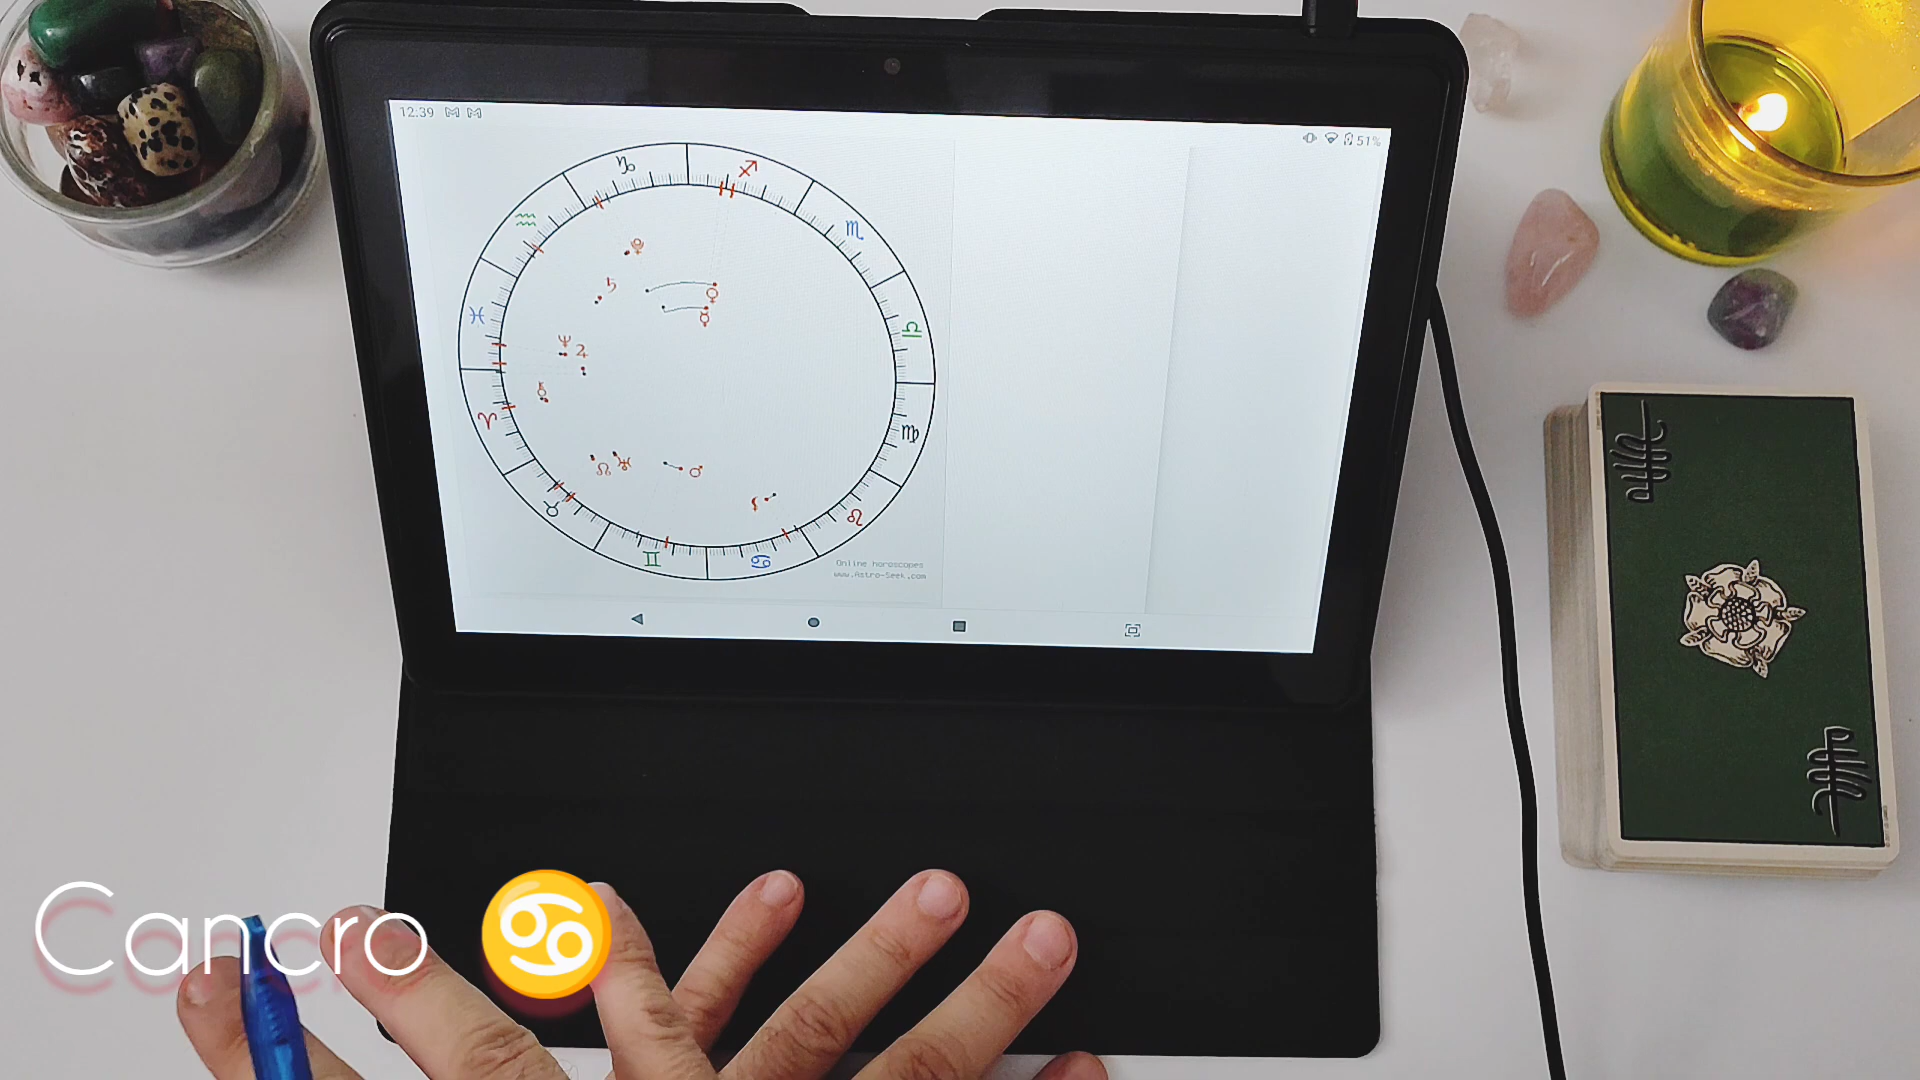 12:39
51%
Online horoscopes
www.Astro-Seek.com
Cancro ♋